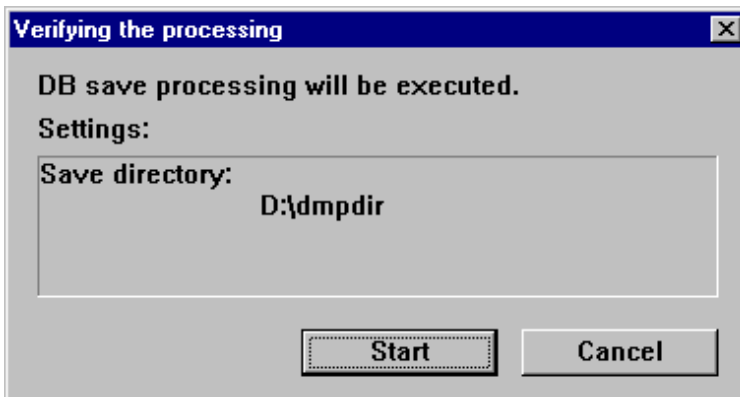 Verifying the processing
DB save processing will be executed.
Settings:
Save directory:
D:\dmpdir
Start
Cancel